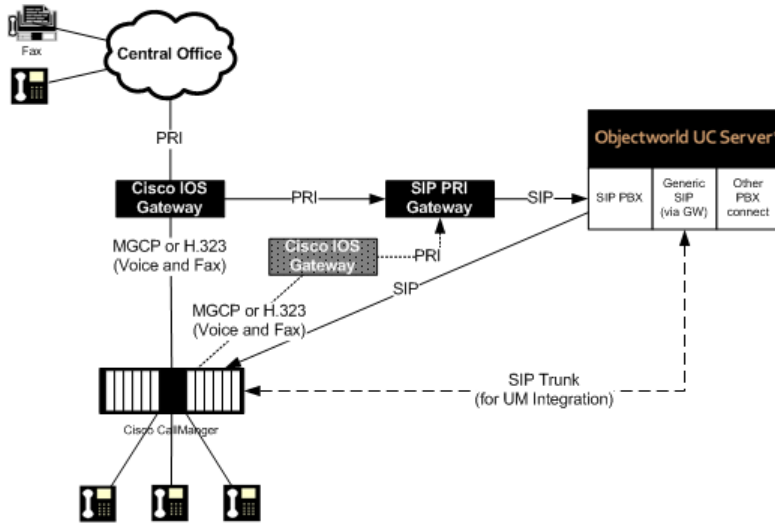 Fax
Central Office
PRI
Cisco IOS
Gateway
PRI
SIP PRI
Gateway
SIP
Objectworld UC Server
SIP PBX
Generic
SIP
(via GW)
Other
PBX
connect
MGCP or H.323
(Voice and Fax)
Cisco IOS
Gateway
PRI
SIP
MGCP or H.323
(Voice and Fax)
SIP Trunk
(for UM Integration)
Cisco CallManger